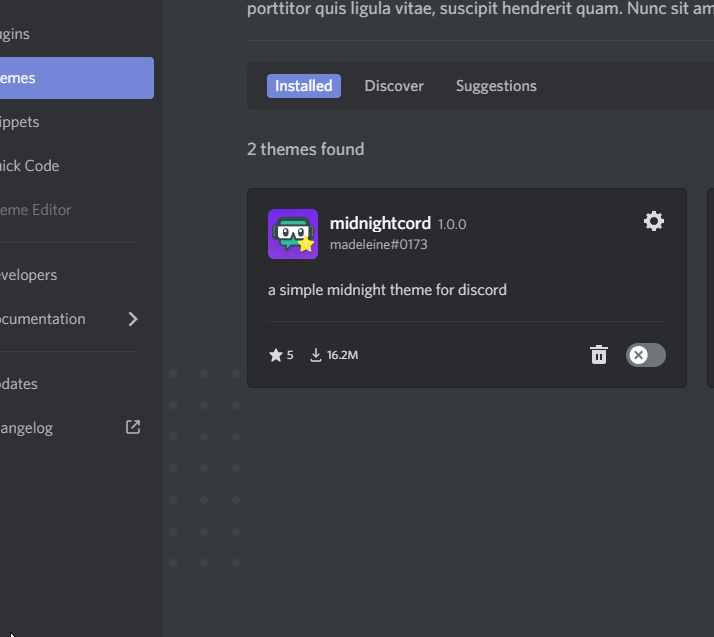 porttitor quis ligula vitae, suscipit hendrerit quam. Nunc sit am
ugins
emes
ippets
uick Code
eme Editor
evelopers
ocumentation
dates
angelog
Installed
Discover
Suggestions
2 themes found
midnightcord 1.0.0
madeleine#0173
a simple midnight theme for discord
5
16.2M